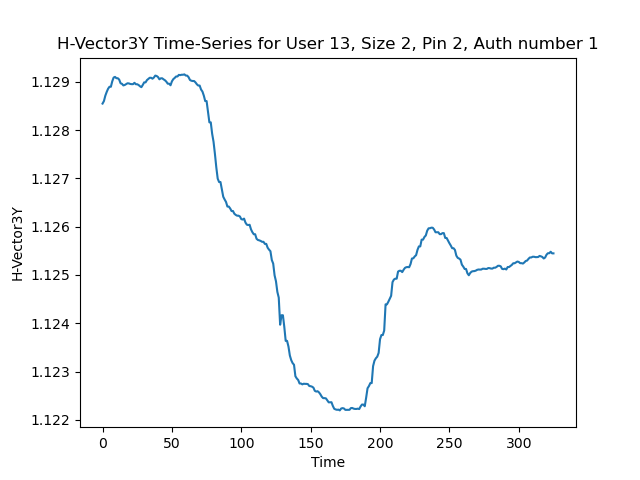 H-Vector3Y Time-Series for User 13, Size 2, Pin 2, Auth number 1
1.129
1.128
1.127
1.126
1.125
1.124
1.123
1.122
H-Vector3Y
0 50 100 150 200 250 300
Time